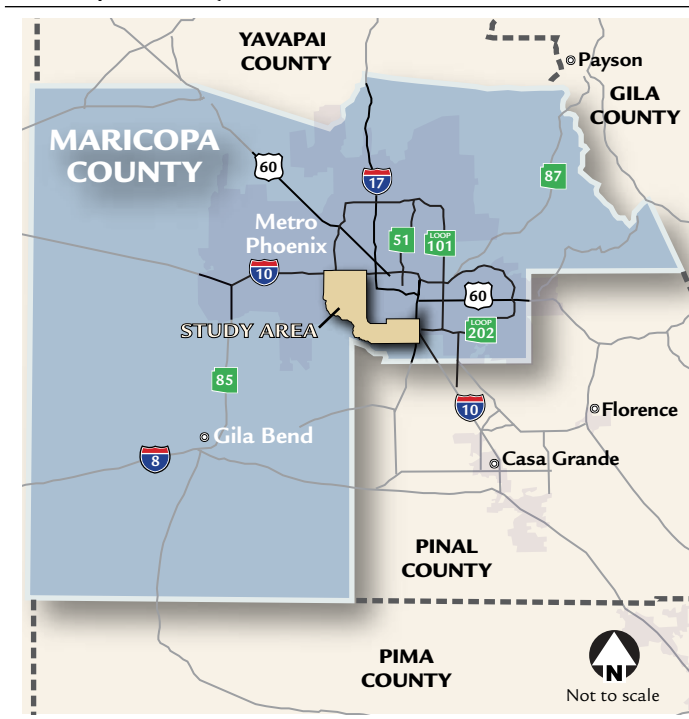 YAVAPAI
COUNTY
Payson
GILA
COUNTY
MARICOPA
COUNTY
60
17
87
Metro
Phoenix
51
LOOP
101
10
60
STUDY AREA
LOOP
202
85
10
Florence
Gila Bend
8
Casa Grande
PINAL
COUNTY
PIMA
COUNTY
N
Not to scale